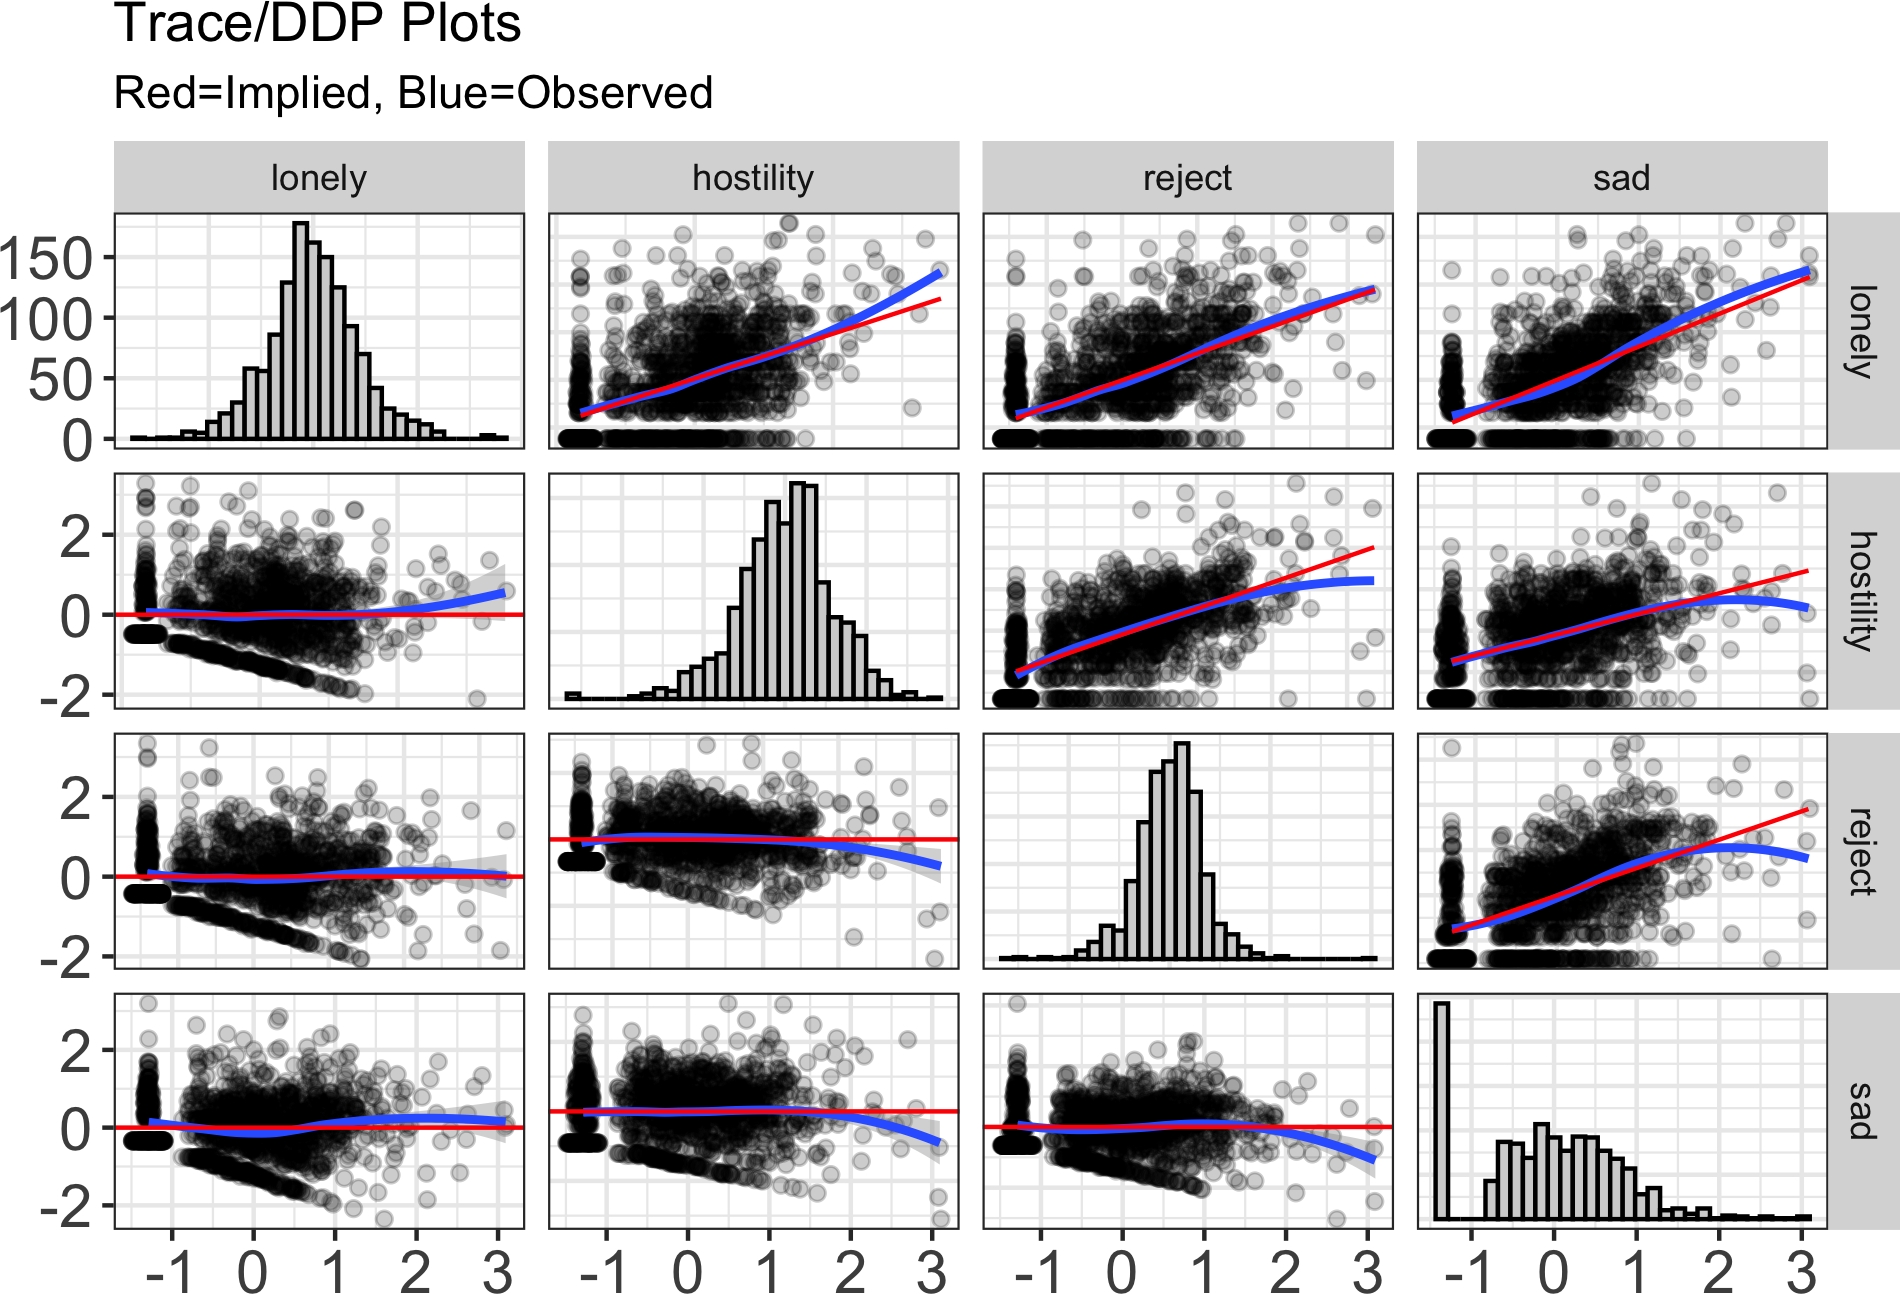 Trace/DDP Plots
Red=Implied, Blue=Observed
lonely hostility reject sad
150
100
50
0
lonely
2
0
-2
hostility
2
0
-2
reject
2
0
-2
sad
-1 0 1 2 3 -1 0 1 2 3 -1 0 1 2 3 -1 0 1 2 3